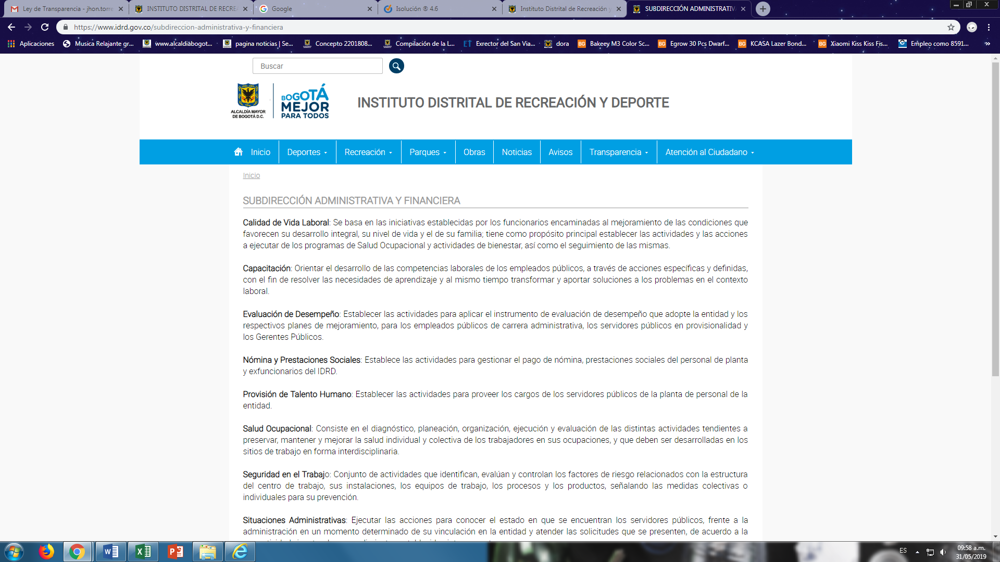 Ley de Transparencia - jhon.torre
INSTITUTO DISTRITAL DE RECREA
Google
Isolución ® 4.6
Instituto Distrital de Recreación y
SUBDIRECCIÓN ADMINISTRATIVA
https://www.idrd.gov.co/subdireccion-administrativa-y-financiera
Aplicaciones
Musica Relajante gr...
www.alcaldiabogot...
pagina noticias | Se...
Concepto 2201808...
Compilación de la L...
ET
Exrector del San Via...
dora
BG
Bakeey M3 Color Sc...
BG
Egrow 30 Pcs Dwarf...
BG
KCASA Lazer Bond...
BG
Xiaomi Kiss Kiss Fis...
Empleo como 8591...
»
Buscar
ALCALDÍA MAYOR
DE BOGOTÁ D.C.
BOGOTÁ
MEJOR
PARA TODOS
INSTITUTO DISTRITAL DE RECREACIÓN Y DEPORTE
Inicio
Deportes
Recreación
Parques
Obras
Noticias
Avisos
Transparencia
Atención al Ciudadano
Inicio
SUBDIRECCIÓN ADMINISTRATIVA Y FINANCIERA
Calidad de Vida Laboral: Se basa en las iniciativas establecidas por los funcionarios encaminadas al mejoramiento de las condiciones que
favorecen su desarrollo integral, su nivel de vida y el de su familia; tiene como propósito principal establecer las actividades y las acciones
a ejecutar de los programas de Salud Ocupacional y actividades de bienestar, así como el seguimiento de las mismas.
Capacitación: Orientar el desarrollo de las competencias laborales de los empleados públicos, a través de acciones específicas y definidas,
con el fin de resolver las necesidades de aprendizaje y al mismo tiempo transformar y aportar soluciones a los problemas en el contexto
laboral.
Evaluación de Desempeño: Establecer las actividades para aplicar el instrumento de evaluación de desempeño que adopte la entidad y los
respectivos planes de mejoramiento, para los empleados públicos de carrera administrativa, los servidores públicos en provisionalidad y
los Gerentes Públicos.
Nómina y Prestaciones Sociales: Establece las actividades para gestionar el pago de nómina, prestaciones sociales del personal de planta
y exfuncionarios del IDRD.
Provisión de Talento Humano: Establecer las actividades para proveer los cargos de los servidores públicos de la planta de personal de la
entidad.
Salud Ocupacional: Consiste en el diagnóstico, planeación, organización, ejecución y evaluación de las distintas actividades tendientes a
preservar, mantener y mejorar la salud individual y colectiva de los trabajadores en sus ocupaciones, y que deben ser desarrolladas en los
sitios de trabajo en forma interdisciplinaria.
Seguridad en el Trabajo: Conjunto de actividades que identifican, evalúan y controlan los factores de riesgo relacionados con la estructura
del centro de trabajo, sus instalaciones, los equipos de trabajo, los procesos y los productos, señalando las medidas colectivas o
individuales para su prevención.
Situaciones Administrativas: Ejecutar las acciones para conocer el estado en que se encuentran los servidores públicos, frente a la
administración en un momento determinado de su vinculación en la entidad y atender las solicitudes que se presenten, de acuerdo a la
ES
09:58 a.m.
31/05/2019